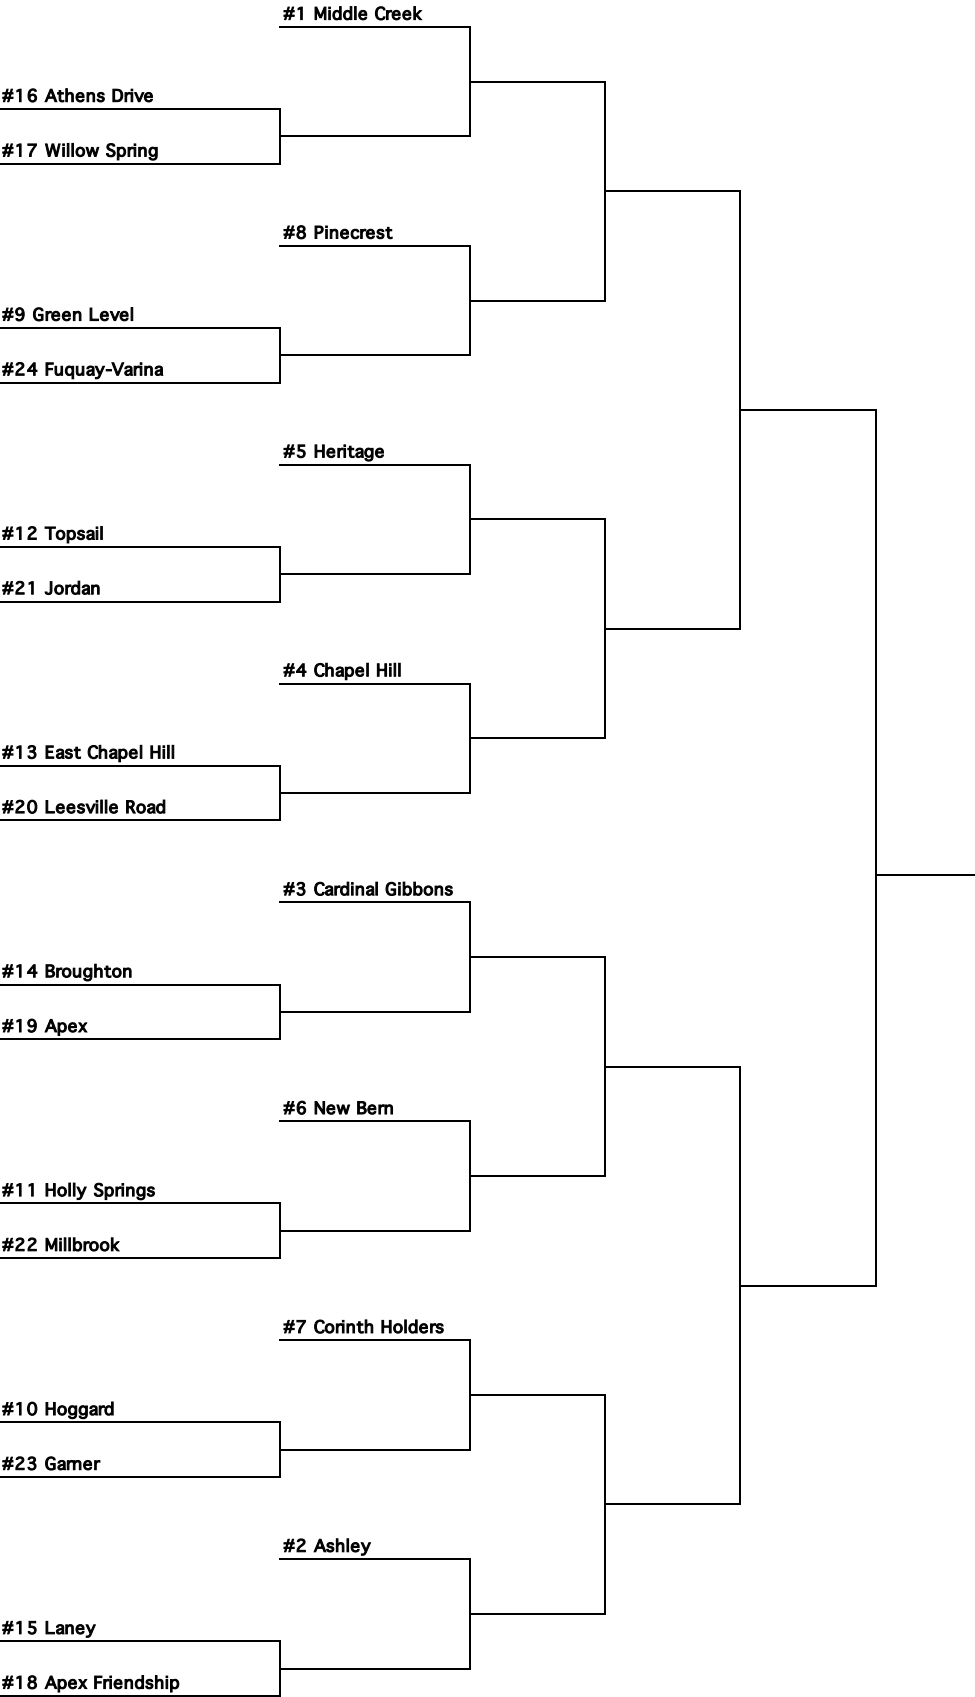 #1 Middle Creek
#16 Athens Drive
#17 Willow Spring
#8 Pinecrest
#9 Green Level
#24 Fuquay-Varina
#5 Heritage
#12 Topsail
#21 Jordan
#4 Chapel Hill
#13 East Chapel Hill
#20 Leesville Road
#3 Cardinal Gibbons
#14 Broughton
#19 Apex
#6 New Bern
#11 Holly Springs
#22 Millbrook
#7 Corinth Holders
#10 Hoggard
#23 Garner
#2 Ashley
#15 Laney
#18 Apex Friendship